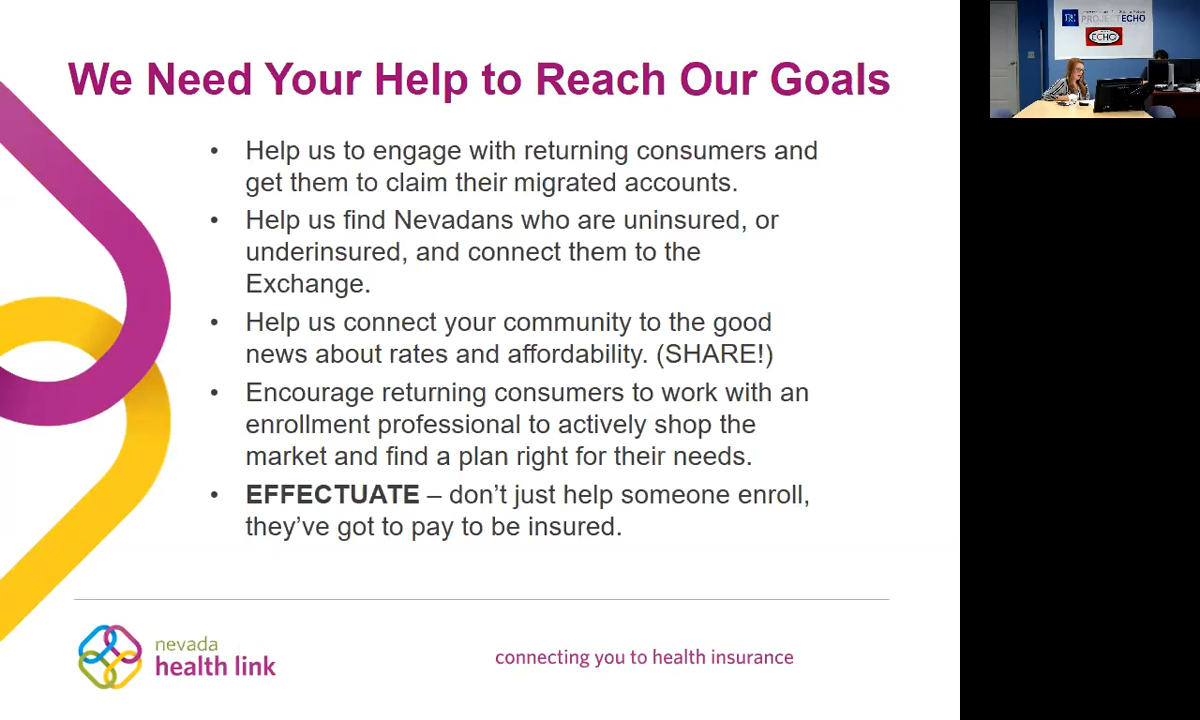 We Need Your Help to Reach Our Goals
• Help us to engage with returning consumers and
get them to claim their migrated accounts.
• Help us find Nevadans who are uninsured, or
underinsured, and connect them to the
Exchange.
• Help us connect your community to the good
news about rates and affordability. (SHARE!)
• Encourage returning consumers to work with an
enrollment professional to actively shop the
market and find a plan right for their needs.
• EFFECTUATE – don’t just help someone enroll,
they’ve got to pay to be insured.
nevada
health link
connecting you to health insurance
PROJECT ECHO
ECHO